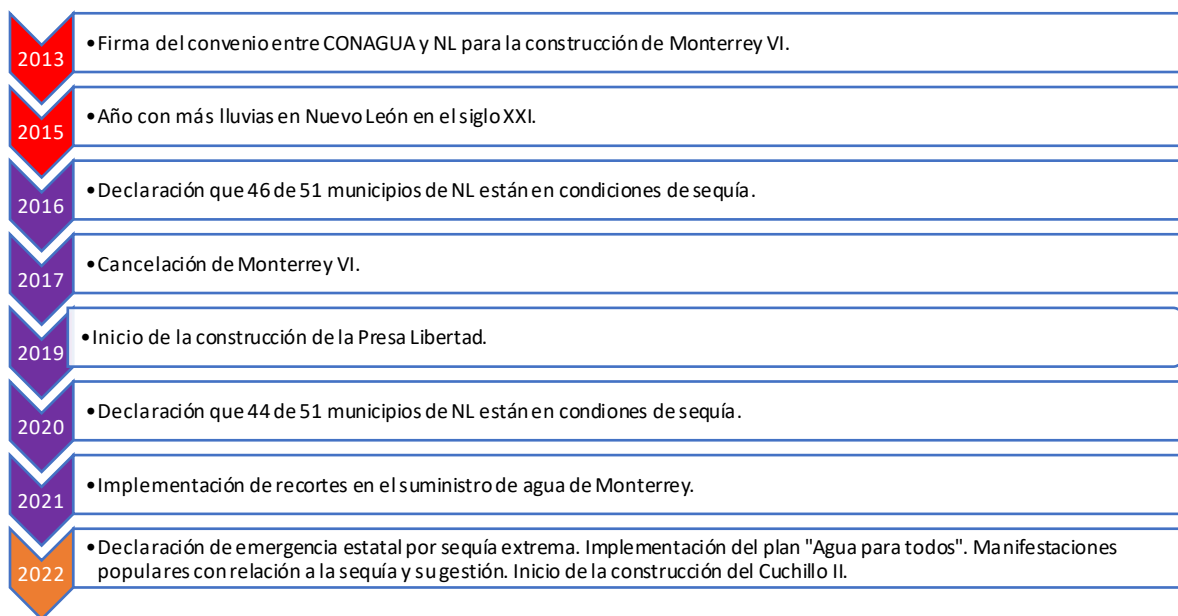 2013
•Firma del convenio entre CONAGUA y NL para la construcción de Monterrey VI.
2015
•Año con más lluvias en Nuevo León en el siglo XXI.
2016
•Declaración que 46 de 51 municipios de NL están en condiciones de sequía.
2017
•Cancelación de Monterrey VI.
2019
•Inicio de la construcción de la Presa Libertad.
2020
•Declaración que 44 de 51 municipios de NL están en condiones de sequía.
2021
•Implementación de recortes en el suministro de agua de Monterrey.
2022
•Declaración de emergencia estatal por sequía extrema. Implementación del plan "Agua para todos". Manifestaciones
populares con relación a la sequía y su gestión. Inicio de la construcción del Cuchillo II.